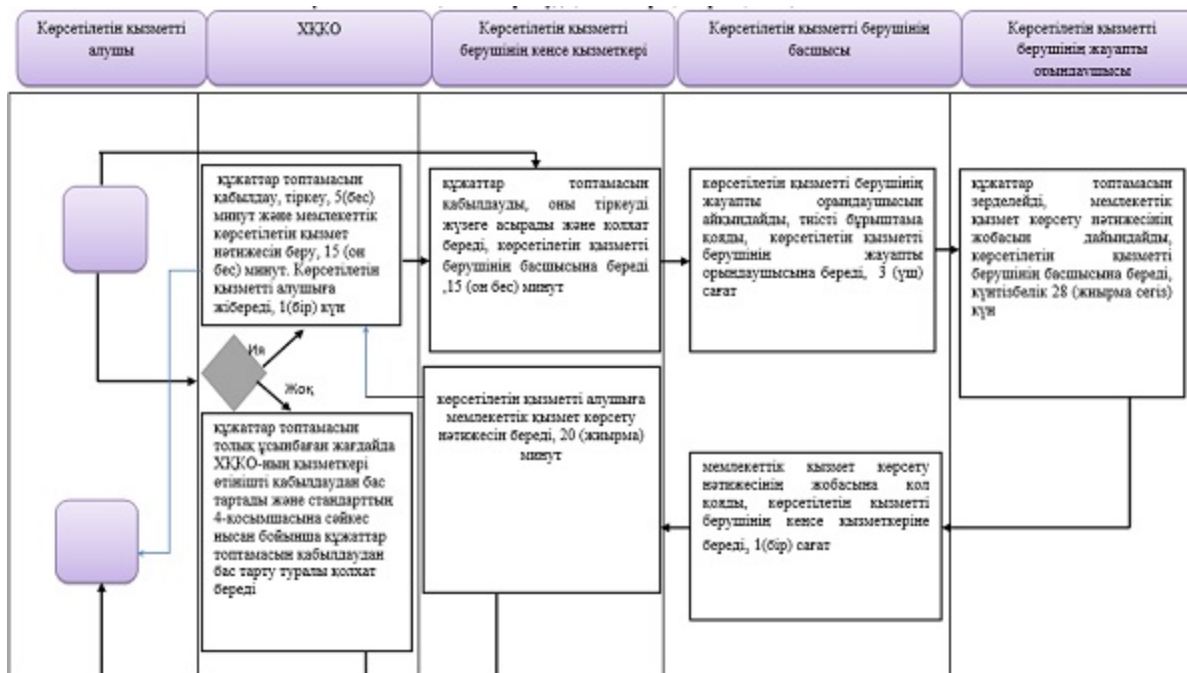 Көрсетілетін қызметті
алушы
ХҚКО
Көрсетілетін қызметті
берушінің кеңсе қызметкері
Көрсетілетін қызметті берушінің
басшысы
Көрсетілетін қызметті
берушінің жауапты
орындаушысы
құжаттар топтамасын
қабылдау, тіркеу, 5(бес)
минут және мемлекеттік
көрсетілетін қызмет
нәтижесін беру, 15 (он
бес) минут. Көрсетілетін
қызметті алушыға
жібереді, 1(бір) күн
құжаттар топтамасын
қабылдауды, оны тіркеуді
жүзеге асырады және қолхат
береді, көрсетілетін қызметті
берушінің басшысына береді
,15 (он бес) минут
көрсетілетін қызметті берушінің
жауапты орындаушысын
айқындайды, тиісті бұрыштама
қояды, көрсетілетін қызметті
берушінің жауапты
орындаушысына береді, 3 (үш)
сағат
құжаттар топтамасын
зерделейді, мемлекеттік
қызмет көрсету нәтижесінің
жобасын дайындайды,
көрсетілетін қызметті
берушінің басшысына береді,
күнтізбелік 28 (жиырма сегіз)
күн
Ия
Жоқ
құжаттар топтамасын
толық ұсынбаған жағдайда
ХҚКО-ның қызметкері
өтінішті қабылдаудан бас
тартады және стандарттың
4-қосымшасына сәйкес
нысан бойынша құжаттар
топтамасын қабылдаудан
бас тарту туралы қолхат
береді
көрсетілетін қызметті алушыға
мемлекеттік қызмет көрсету
нәтижесін береді, 20 (жиырма)
минут
мемлекеттік қызмет көрсету
нәтижесінің жобасына қол
қояды, көрсетілетін қызметті
берушінің кеңсе қызметкеріне
береді, 1(бір) сағат